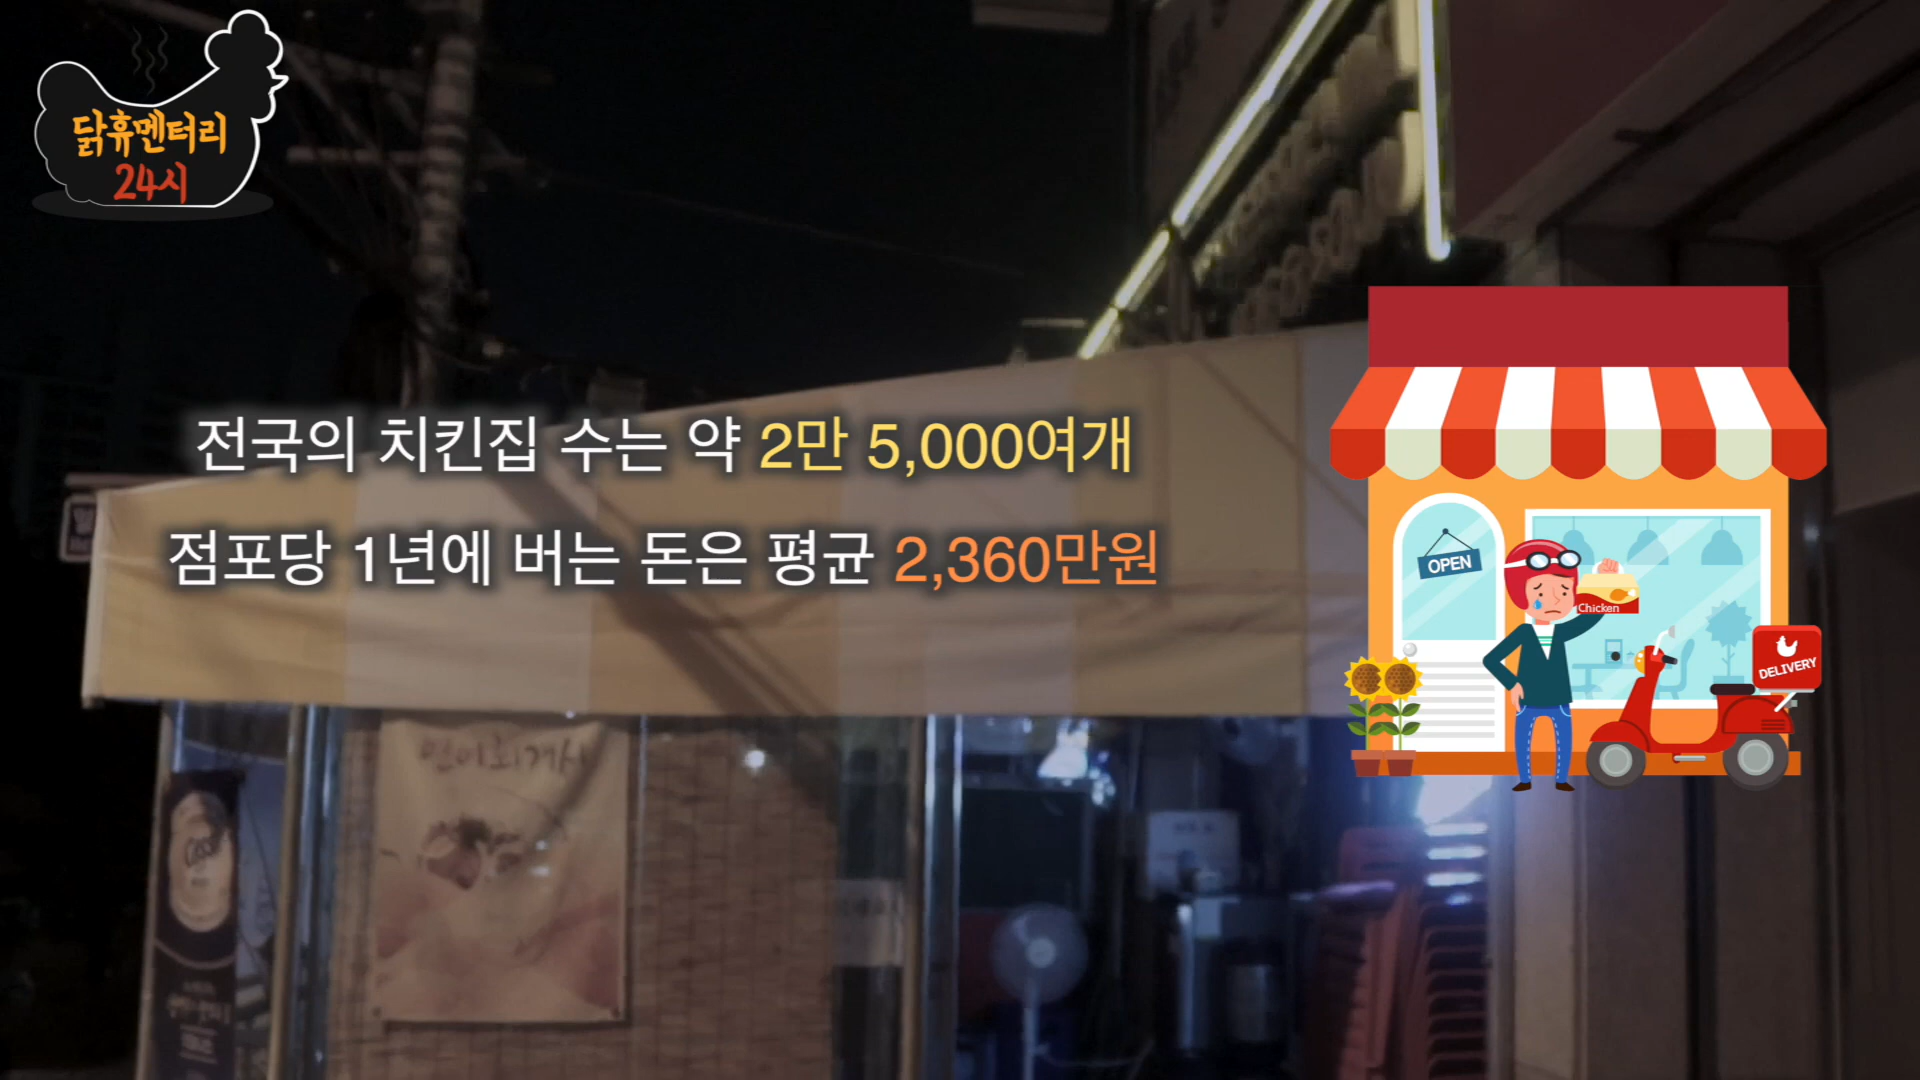 닭휴멘터리
24시
전국의 치킨집 수는 약 2만 5,000여개
점포당 1년에 버는 돈은 평균 2,360만원
OPEN
Chicken
DELIVERY